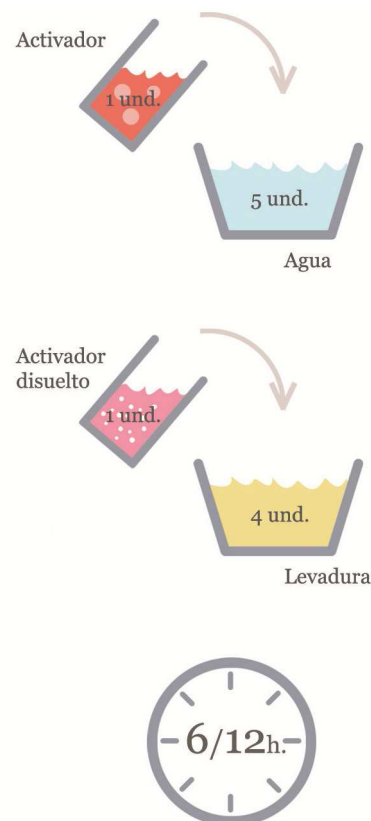 Activador
1 und.
5 und.
Agua
Activador
disuelto
1 und.
4 und.
Levadura
6/12h.